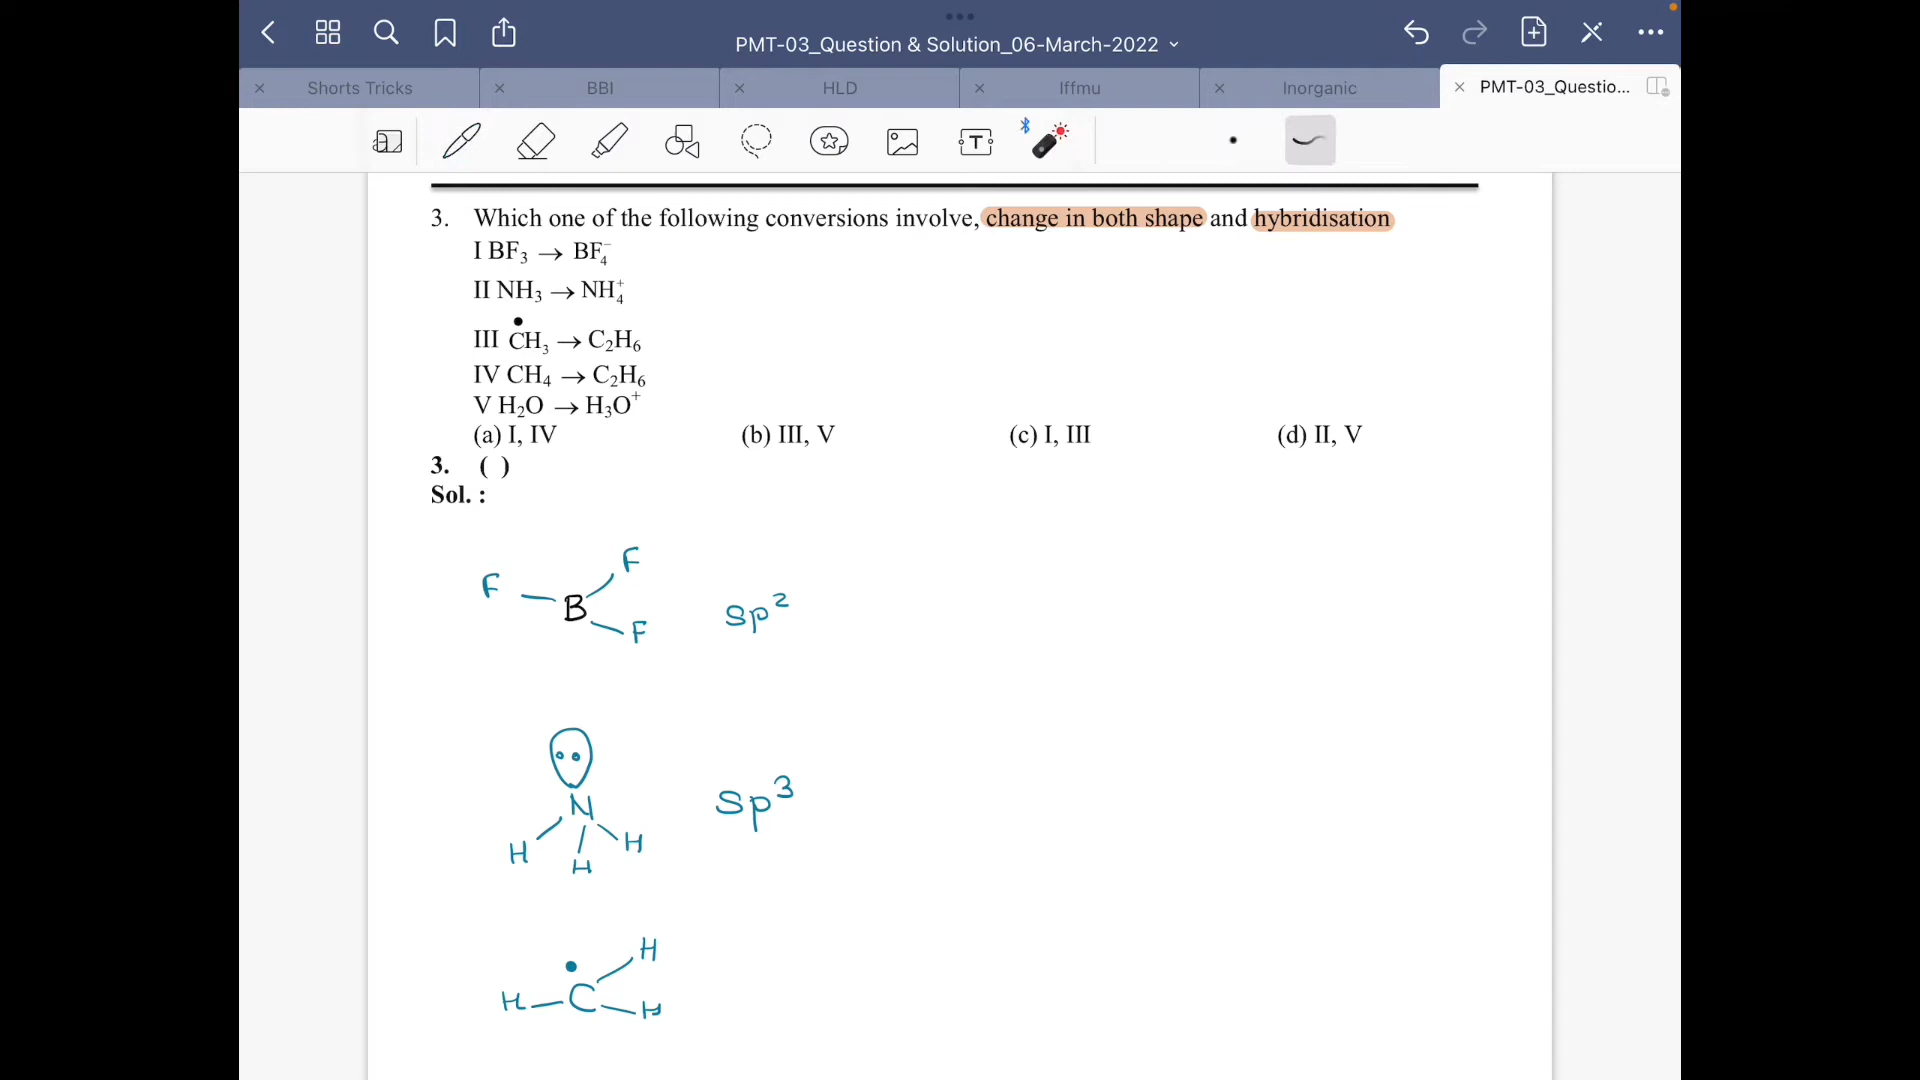 PMT-03_Question & Solution_06-March-2022
Shorts Tricks BBI HLD Iffmu Inorganic PMT-03_Questio...
T
3. Which one of the following conversions involve, change in both shape and hybridisation
I BF₃ → BF₄⁻
II NH₃ → NH₄⁺
III ĊH₃ → C₂H₆
IV CH₄ → C₂H₆
V H₂O → H₃O⁺
(a) I, IV (b) III, V (c) I, III (d) II, V
3. ( )
Sol. :
F
F
B
F
Sp²
N
H
H
H
Sp³
H
H
C
H